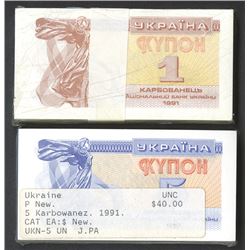 УКРАЇНА
КУПОН
1
КАРБОВАНЕЦЬ
НАЦІОНАЛЬНИЙ БАНК УКРАЇНИ
1991
УКРАЇНА
КУПОН
Ukraine UNC
P New. $40.00
5 Karbowanez. 1991.
CAT EA:$ New.
UKN-5 UN J.PA